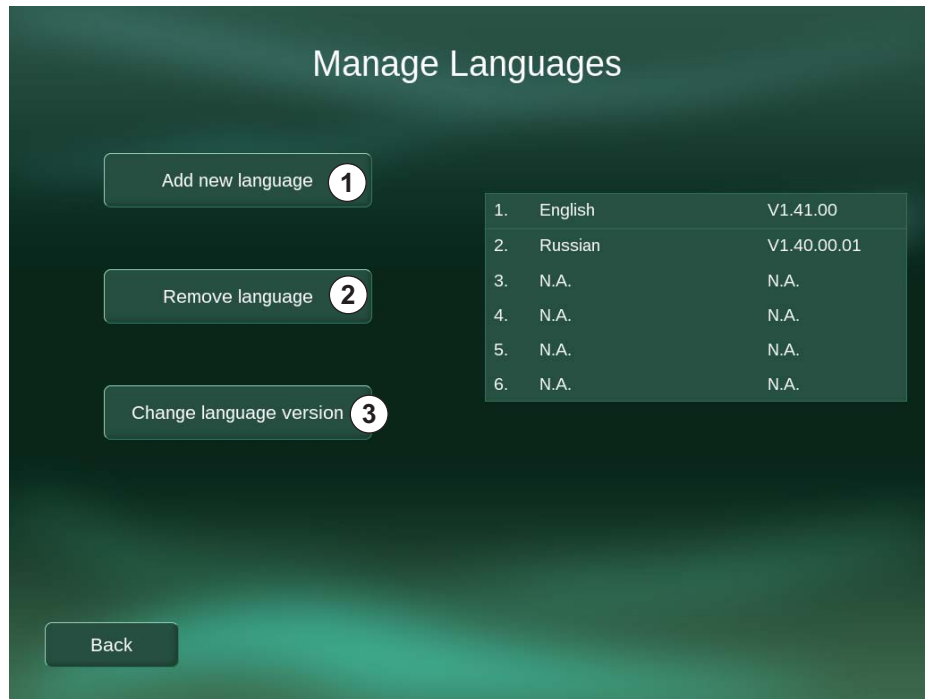 Manage Languages
Add new language 1
Remove language 2
Change language version 3
1. English V1.41.00
2. Russian V1.40.00.01
3. N.A. N.A.
4. N.A. N.A.
5. N.A. N.A.
6. N.A. N.A.
Back